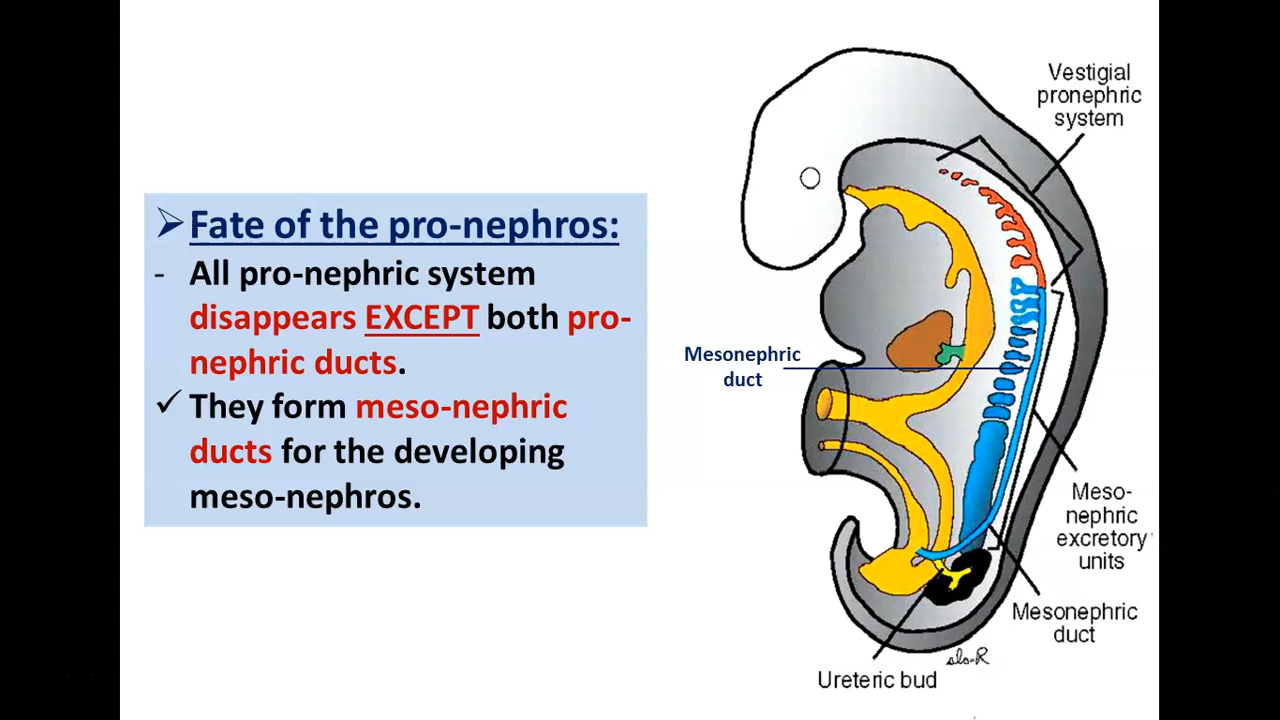 ➢Fate of the pro-nephros:
- All pro-nephric system
disappears EXCEPT both pro-
nephric ducts.
✓ They form meso-nephric
ducts for the developing
meso-nephros.
Vestigial
pronephric
system
Mesonephric
duct
Meso-
nephric
excretory
units
Mesonephric
duct
Ureteric bud